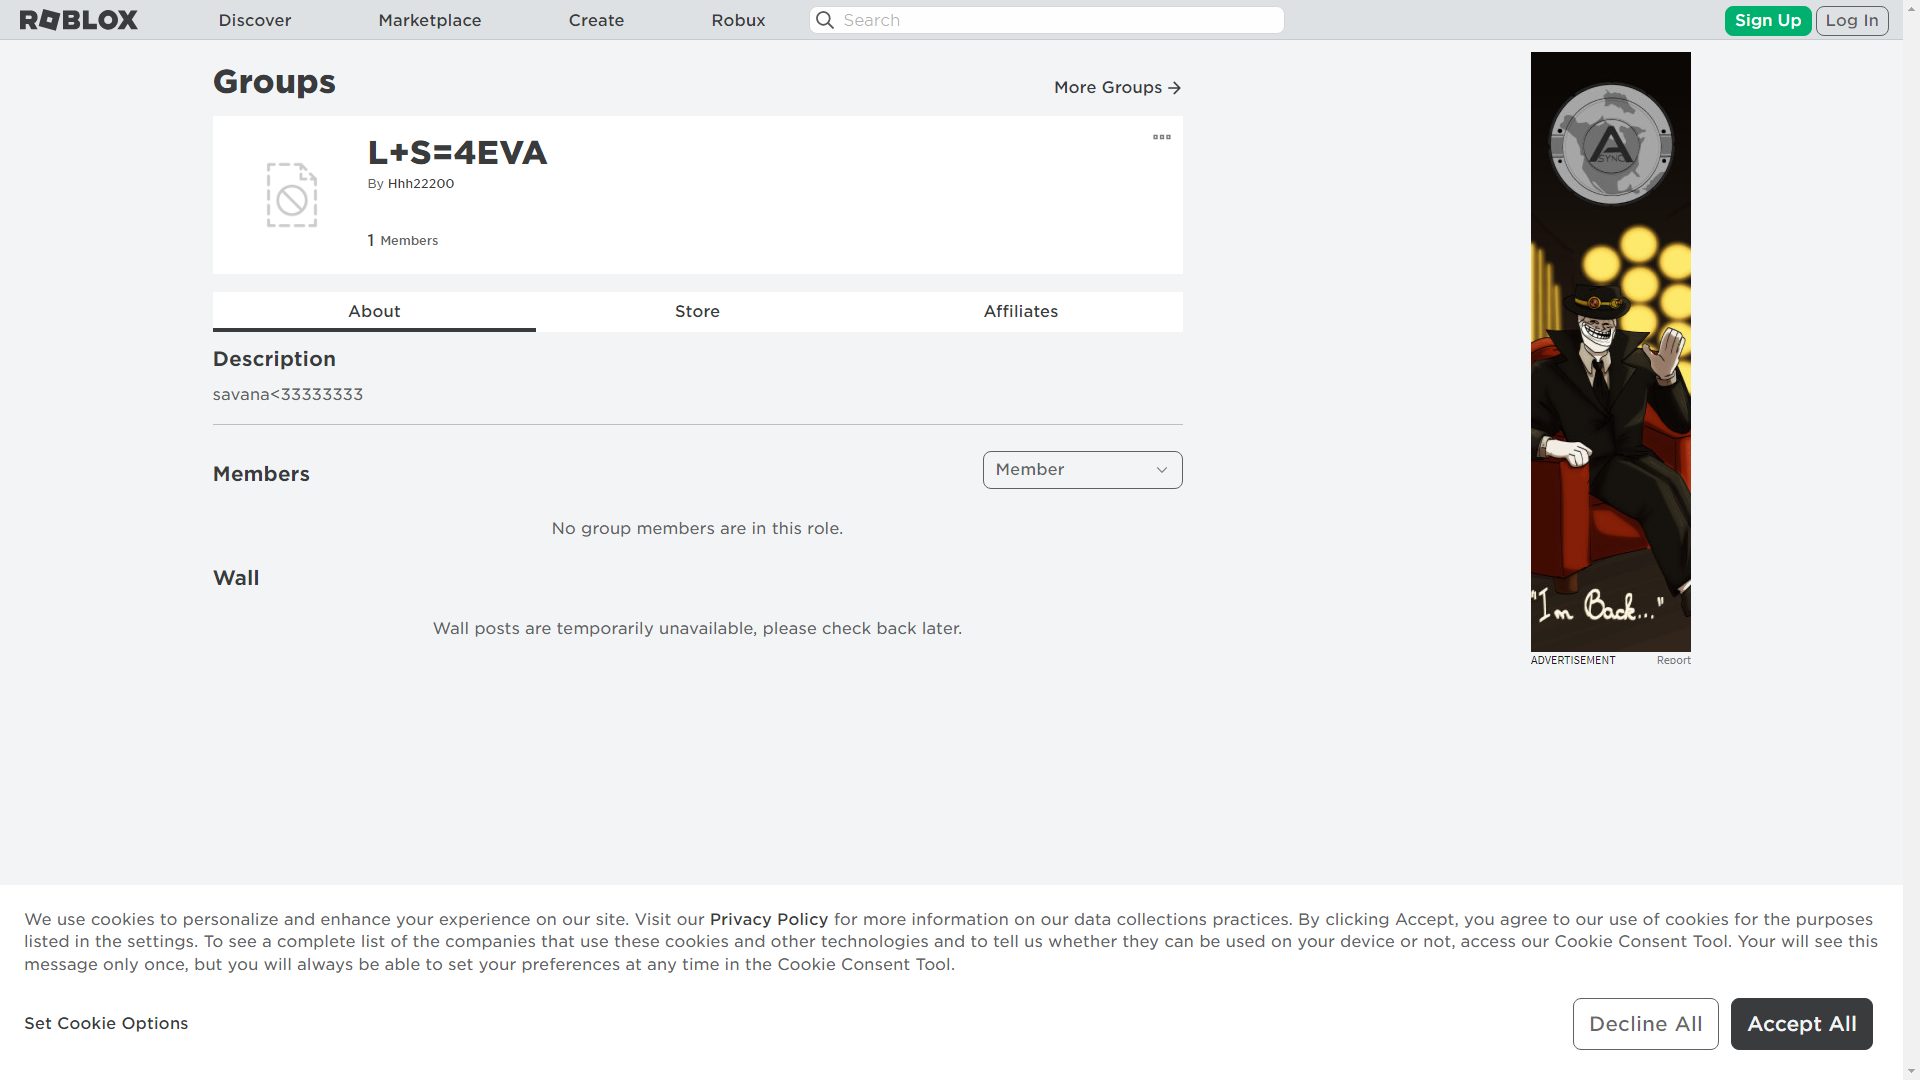 ROBLOX
Discover
Marketplace
Create
Robux
Search
Sign Up
Log In
Groups
More Groups
L+S=4EVA
By Hhh22200
1 Members
About
Store
Affiliates
Description
savana<33333333
Members
Member
No group members are in this role.
Wall
Wall posts are temporarily unavailable, please check back later.
A
SYNC
"I'm Back..."
ADVERTISEMENT
Report
We use cookies to personalize and enhance your experience on our site. Visit our Privacy Policy for more information on our data collections practices. By clicking Accept, you agree to our use of cookies for the purposes
listed in the settings. To see a complete list of the companies that use these cookies and other technologies and to tell us whether they can be used on your device or not, access our Cookie Consent Tool. Your will see this
message only once, but you will always be able to set your preferences at any time in the Cookie Consent Tool.
Set Cookie Options
Decline All
Accept All